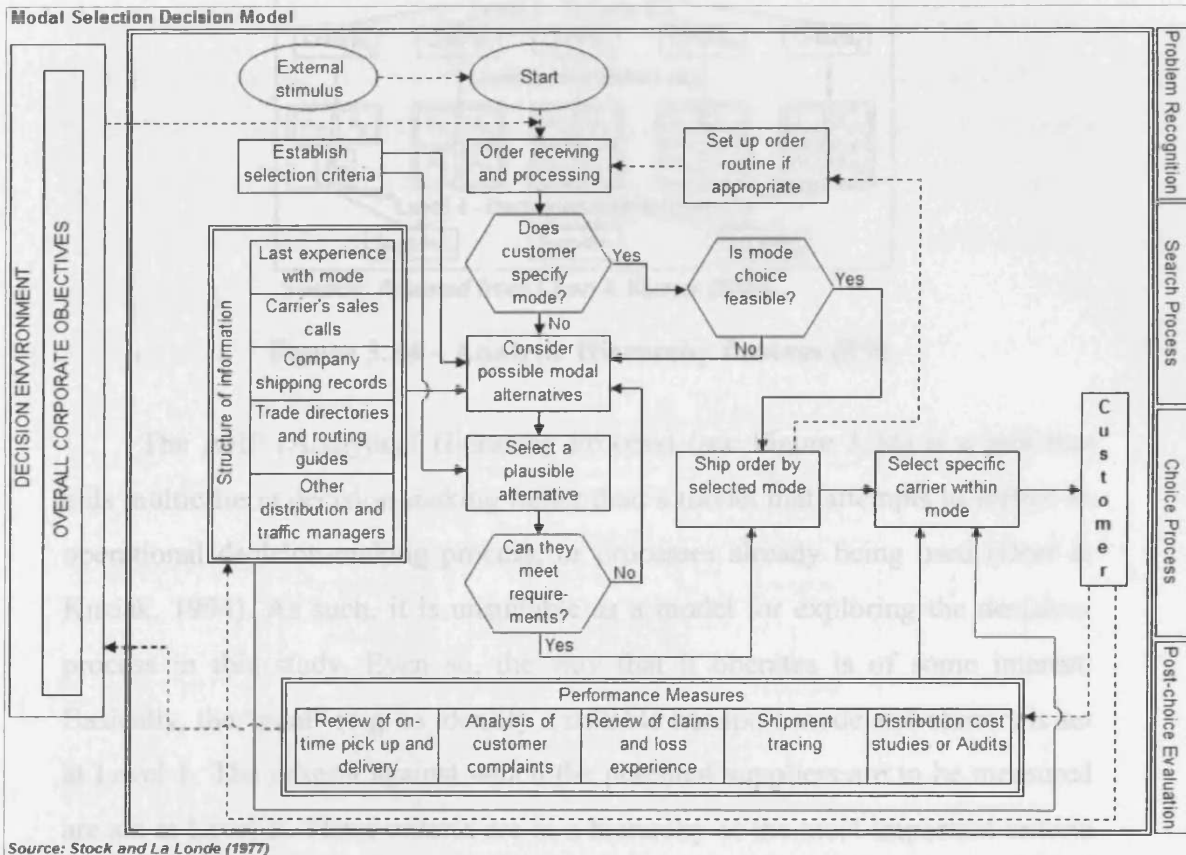 Modal Selection Decision Model
DECISION ENVIRONMENT
OVERALL CORPORATE OBJECTIVES
External
stimulus
Start
Establish
selection criteria
Order receiving
and processing
Set up order
routine if
appropriate
Does
customer
specify
mode?
Yes
Is mode
choice
feasible?
Yes
No
No
Structure of information
Last experience
with mode
Carrier's sales
calls
Company
shipping records
Trade directories
and routing
guides
Other
distribution and
traffic managers
Consider
possible modal
alternatives
Select a
plausible
alternative
Can they
meet
require-
ments?
No
Yes
Ship order by
selected mode
Select specific
carrier within
mode
Customer
Performance Measures
Review of on-
time pick up and
delivery
Analysis of
customer
complaints
Review of claims
and loss
experience
Shipment
tracing
Distribution cost
studies or Audits
Problem Recognition
Search Process
Choice Process
Post-choice Evaluation
Source: Stock and La Londe (1977)